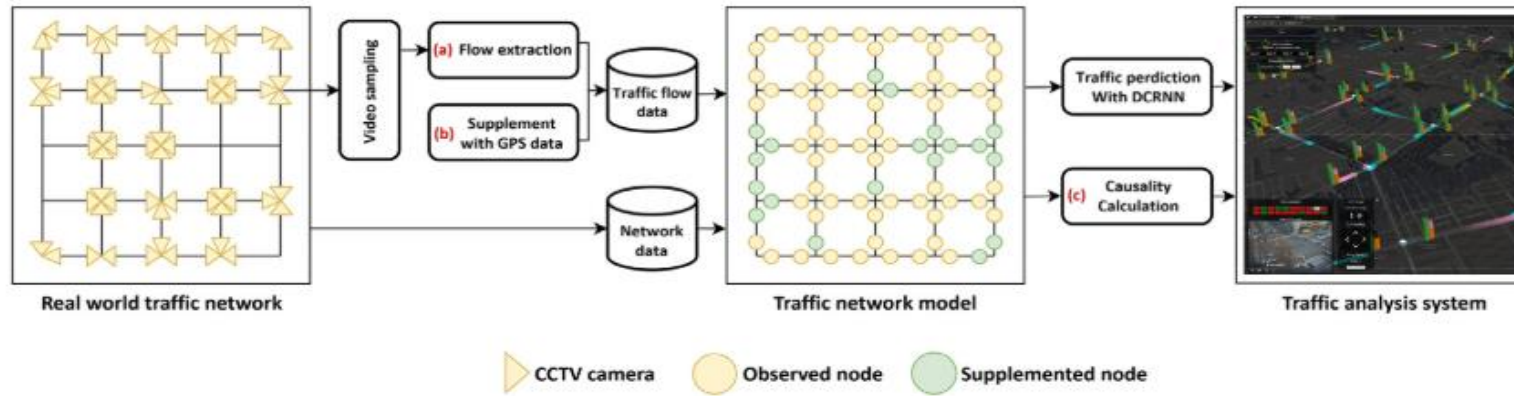 Video sampling
(a) Flow extraction
(b) Supplement
with GPS data
Traffic flow
data
Network
data
Traffic perdiction
With DCRNN
(c) Causality
Calculation
Real world traffic network
Traffic network model
Traffic analysis system
CCTV camera
Observed node
Supplemented node